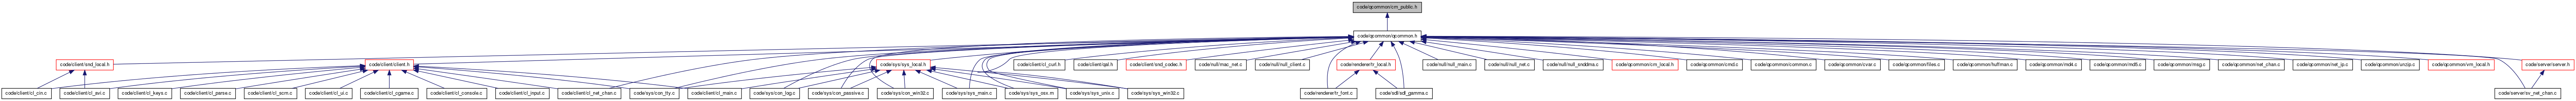 code/qcommon/cm_public.h
code/qcommon/qcommon.h
code/client/snd_local.h
code/client/client.h
code/sys/sys_local.h
code/client/cl_curl.h
code/client/qal.h
code/client/snd_codec.h
code/null/mac_net.c
code/null/null_client.c
code/renderer/tr_local.h
code/null/null_main.c
code/null/null_net.c
code/null/null_snddma.c
code/qcommon/cm_local.h
code/qcommon/cmd.c
code/qcommon/common.c
code/qcommon/cvar.c
code/qcommon/files.c
code/qcommon/huffman.c
code/qcommon/md4.c
code/qcommon/md5.c
code/qcommon/msg.c
code/qcommon/net_chan.c
code/qcommon/net_ip.c
code/qcommon/unzip.c
code/qcommon/vm_local.h
code/server/server.h
code/client/cl_cin.c
code/client/cl_avi.c
code/client/cl_keys.c
code/client/cl_parse.c
code/client/cl_scrn.c
code/client/cl_ui.c
code/client/cl_cgame.c
code/client/cl_console.c
code/client/cl_input.c
code/client/cl_net_chan.c
code/sys/con_tty.c
code/client/cl_main.c
code/sys/con_log.c
code/sys/con_passive.c
code/sys/con_win32.c
code/sys/sys_main.c
code/sys/sys_osx.m
code/sys/sys_unix.c
code/sys/sys_win32.c
code/renderer/tr_font.c
code/sdl/sdl_gamma.c
code/server/sv_net_chan.c